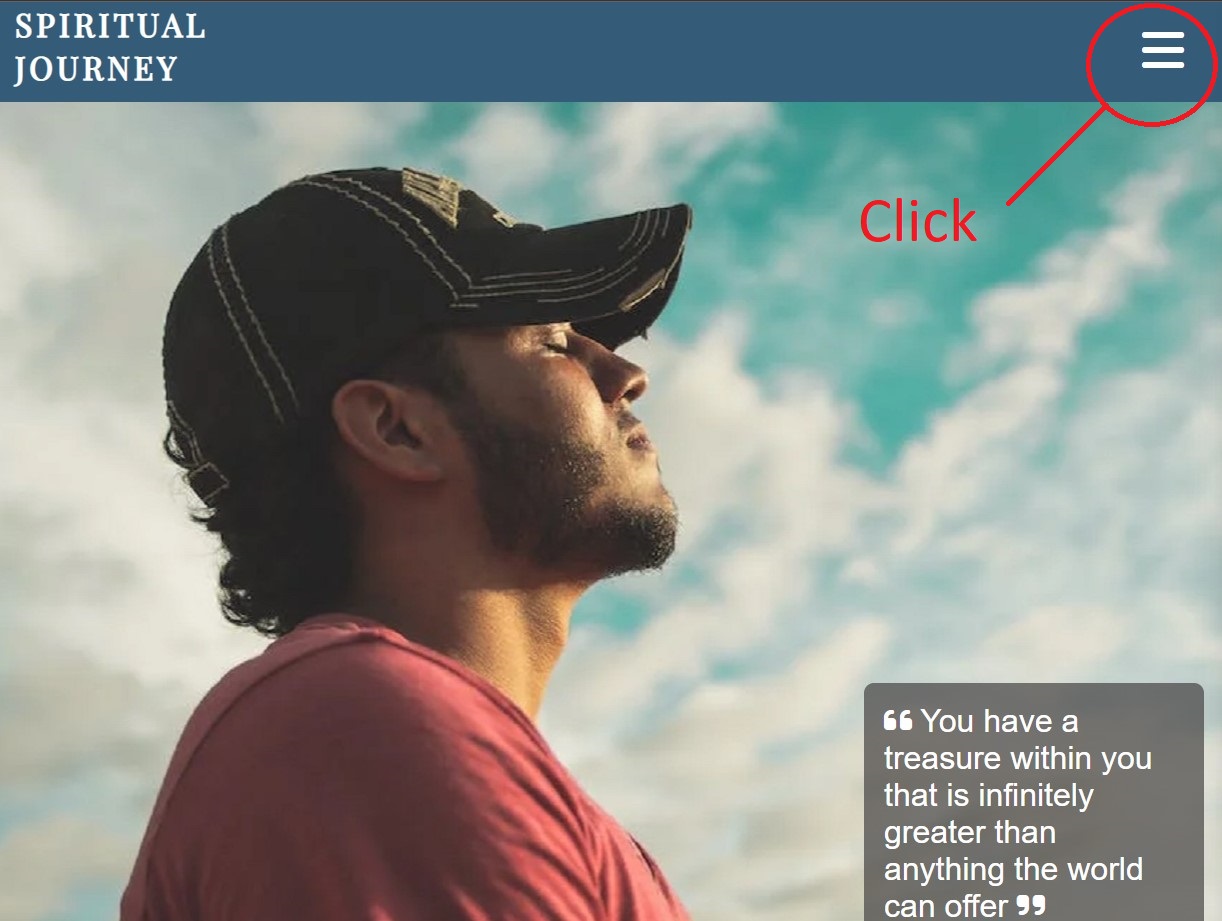 SPIRITUAL
JOURNEY
Click
❝ You have a
treasure within you
that is infinitely
greater than
anything the world
can offer ❞